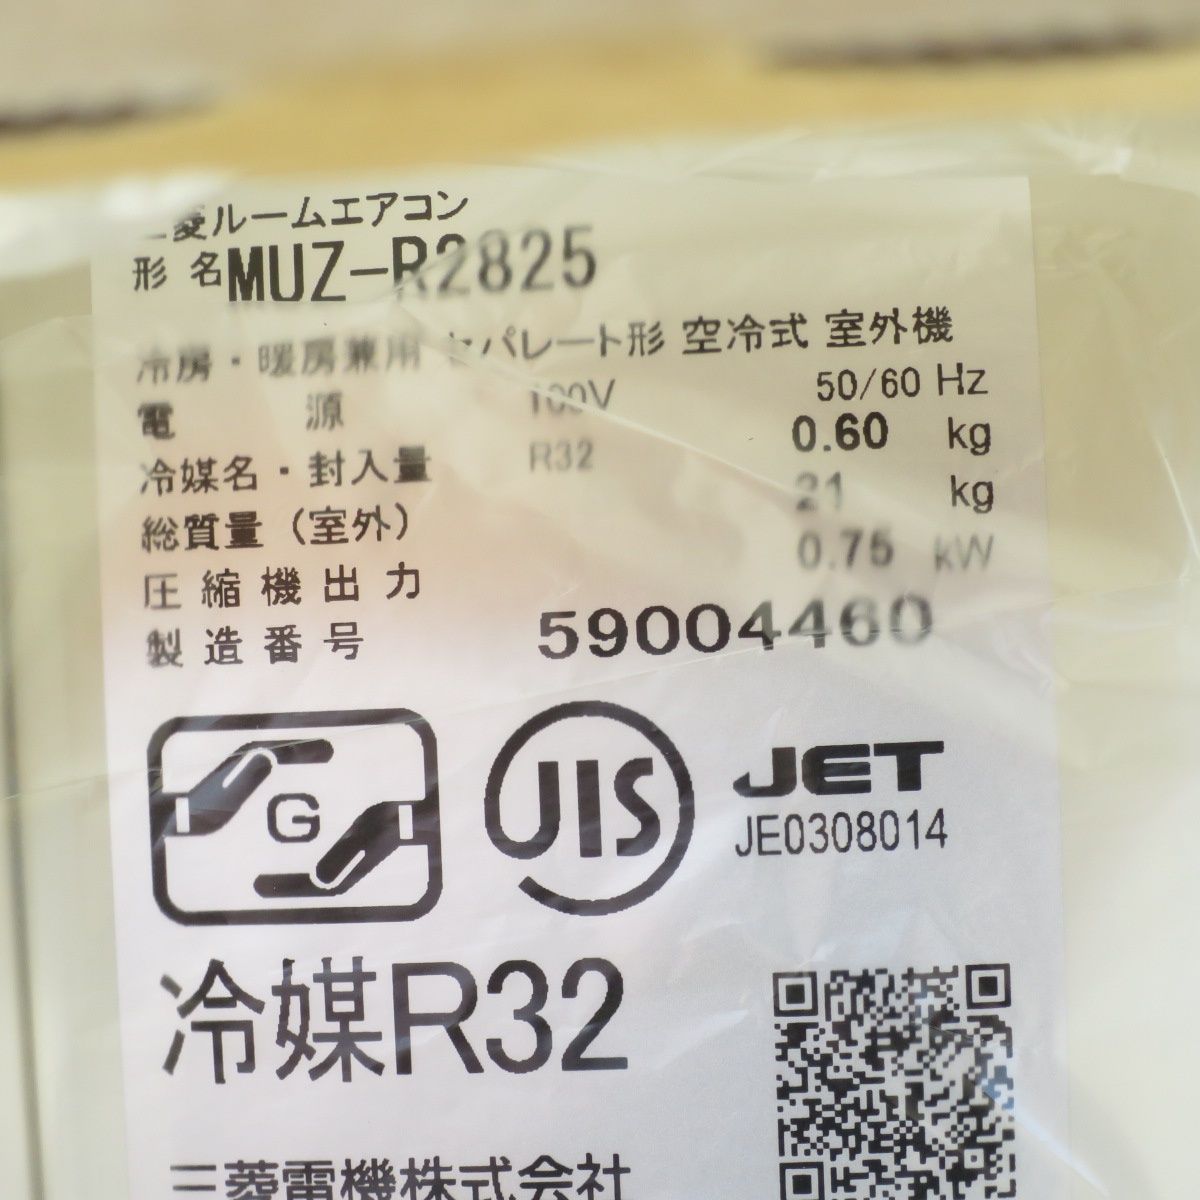 三菱ルームエアコン
形名 MUZ-R2825
冷房・暖房兼用 セパレート形 空冷式 室外機
電源 100V 50/60 Hz
冷媒名・封入量 R32 0.60 kg
総質量（室外） 21 kg
圧縮機出力 0.75 kW
製造番号 59004460
G
JIS
JET
JE0308014
冷媒R32
三菱電機株式会社